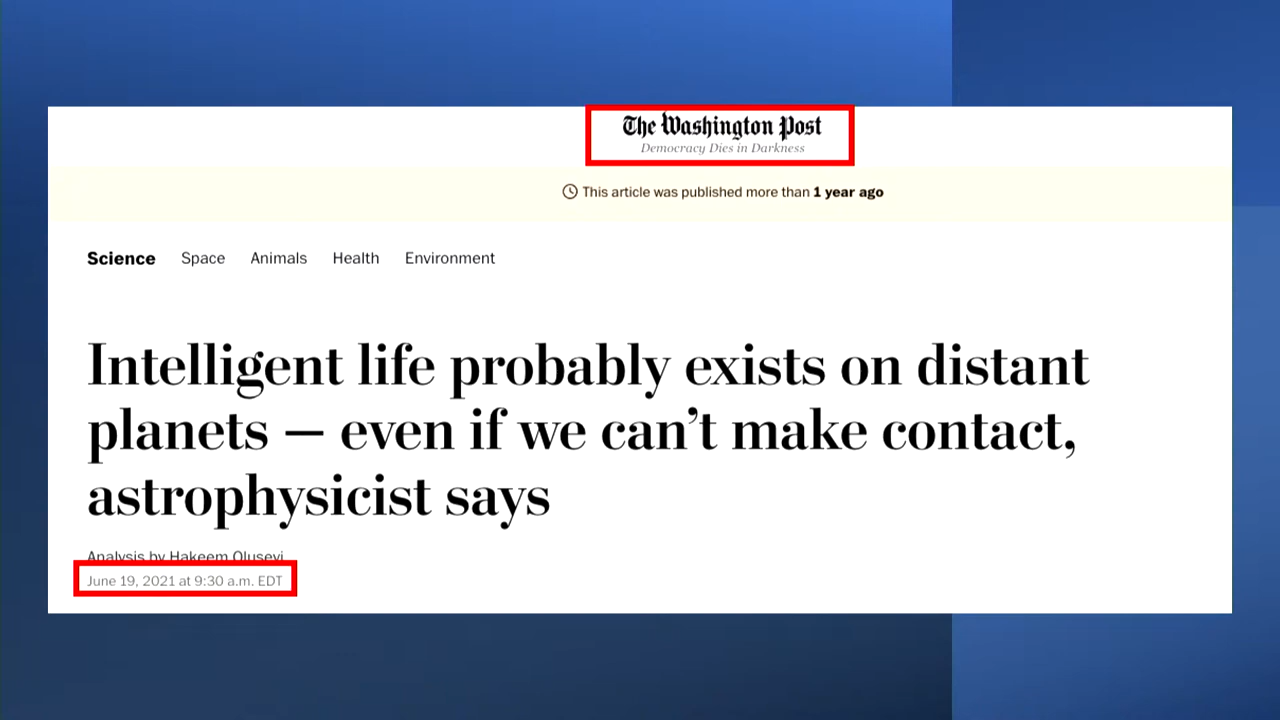 The Washington Post
Democracy Dies in Darkness
This article was published more than 1 year ago
Science Space Animals Health Environment
Intelligent life probably exists on distant
planets — even if we can’t make contact,
astrophysicist says
Analysis by Hakeem Oluseyi
June 19, 2021 at 9:30 a.m. EDT